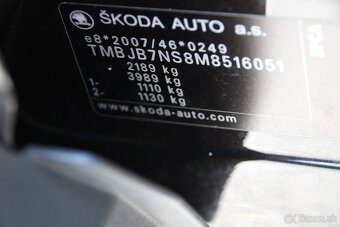 ŠKODA AUTO a.s.
e8*2007/46*0249
TMBJB7NS8M8516051
2189 kg
3989 kg
1- 1110 kg
2- 1130 kg
www.skoda-auto.com
© Bazos.sk